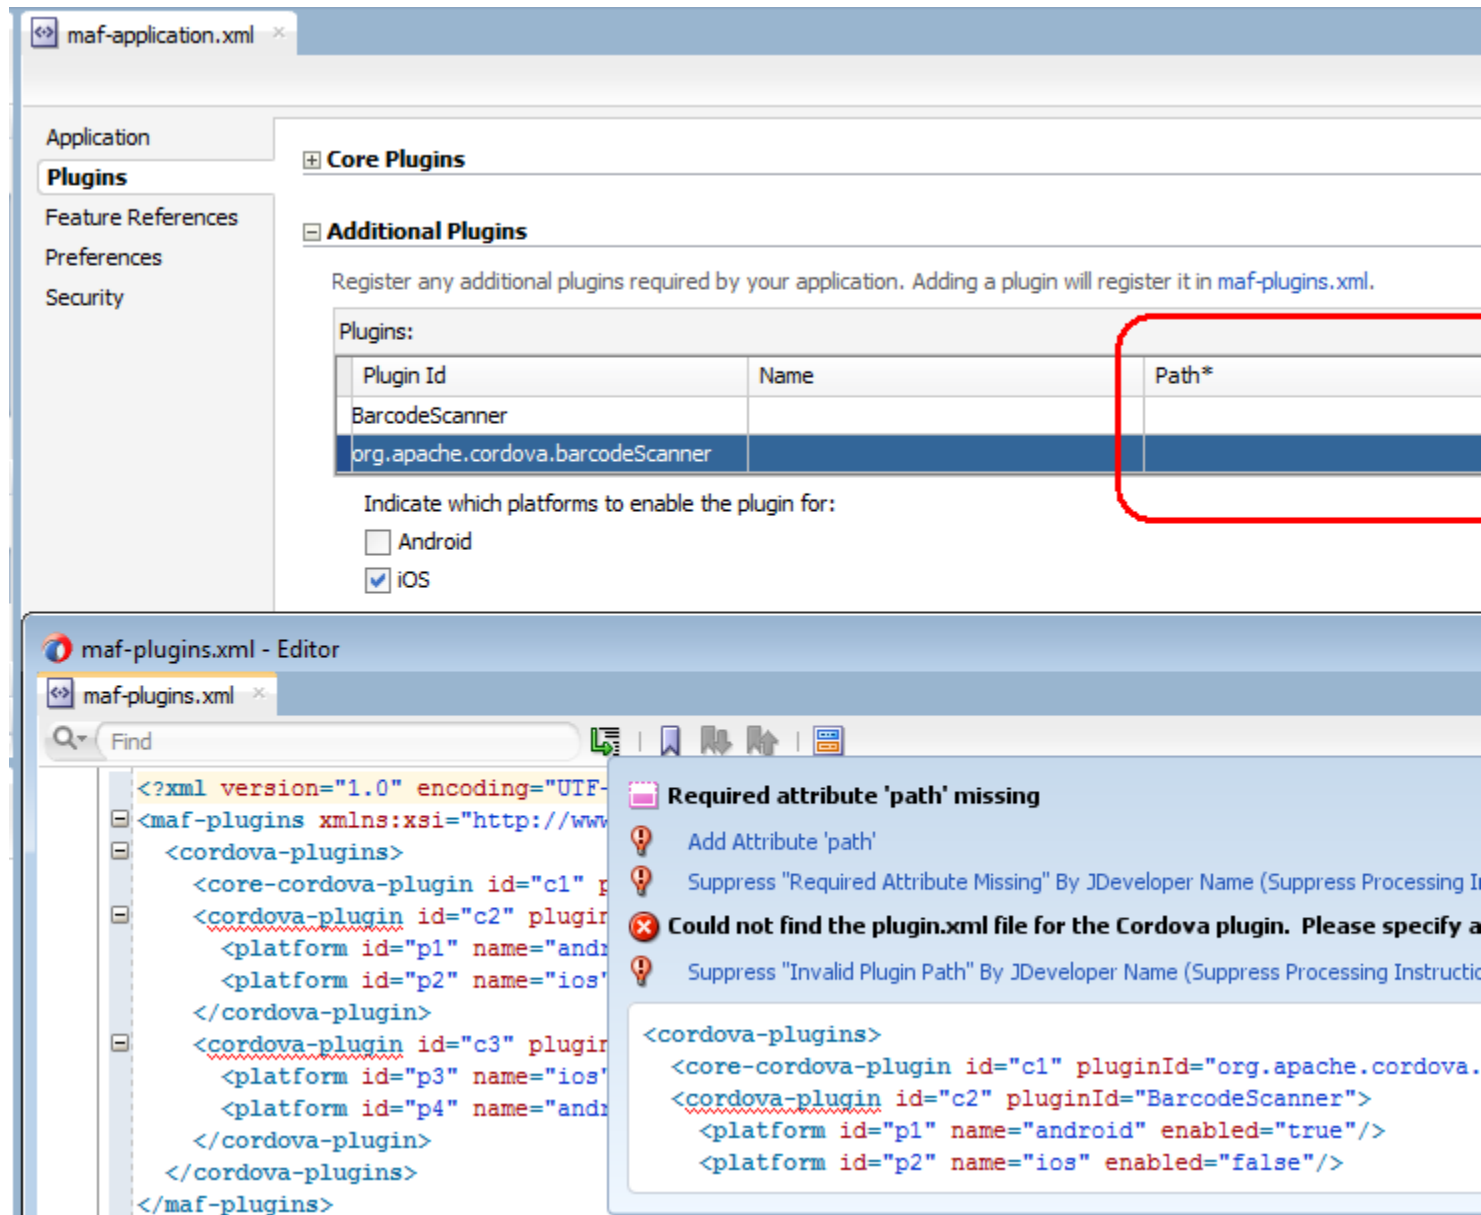 maf-application.xml
Application
Plugins
Feature References
Preferences
Security
Core Plugins
Additional Plugins
Register any additional plugins required by your application. Adding a plugin will register it in maf-plugins.xml.
Plugins:
Plugin Id Name Path*
BarcodeScanner
org.apache.cordova.barcodeScanner
Indicate which platforms to enable the plugin for:
Android
iOS
maf-plugins.xml - Editor
maf-plugins.xml
Find
<?xml version="1.0" encoding="UTF-
<maf-plugins xmlns:xsi="http://www
<cordova-plugins>
<core-cordova-plugin id="c1" p
<cordova-plugin id="c2" plugin
<platform id="p1" name="andr
<platform id="p2" name="ios"
</cordova-plugin>
<cordova-plugin id="c3" plugin
<platform id="p3" name="ios"
<platform id="p4" name="andr
</cordova-plugin>
</cordova-plugins>
</maf-plugins>
Required attribute 'path' missing
Add Attribute 'path'
Suppress "Required Attribute Missing" By JDeveloper Name (Suppress Processing I
Could not find the plugin.xml file for the Cordova plugin. Please specify a
Suppress "Invalid Plugin Path" By JDeveloper Name (Suppress Processing Instructio
<cordova-plugins>
<core-cordova-plugin id="c1" pluginId="org.apache.cordova.
<cordova-plugin id="c2" pluginId="BarcodeScanner">
<platform id="p1" name="android" enabled="true"/>
<platform id="p2" name="ios" enabled="false"/>